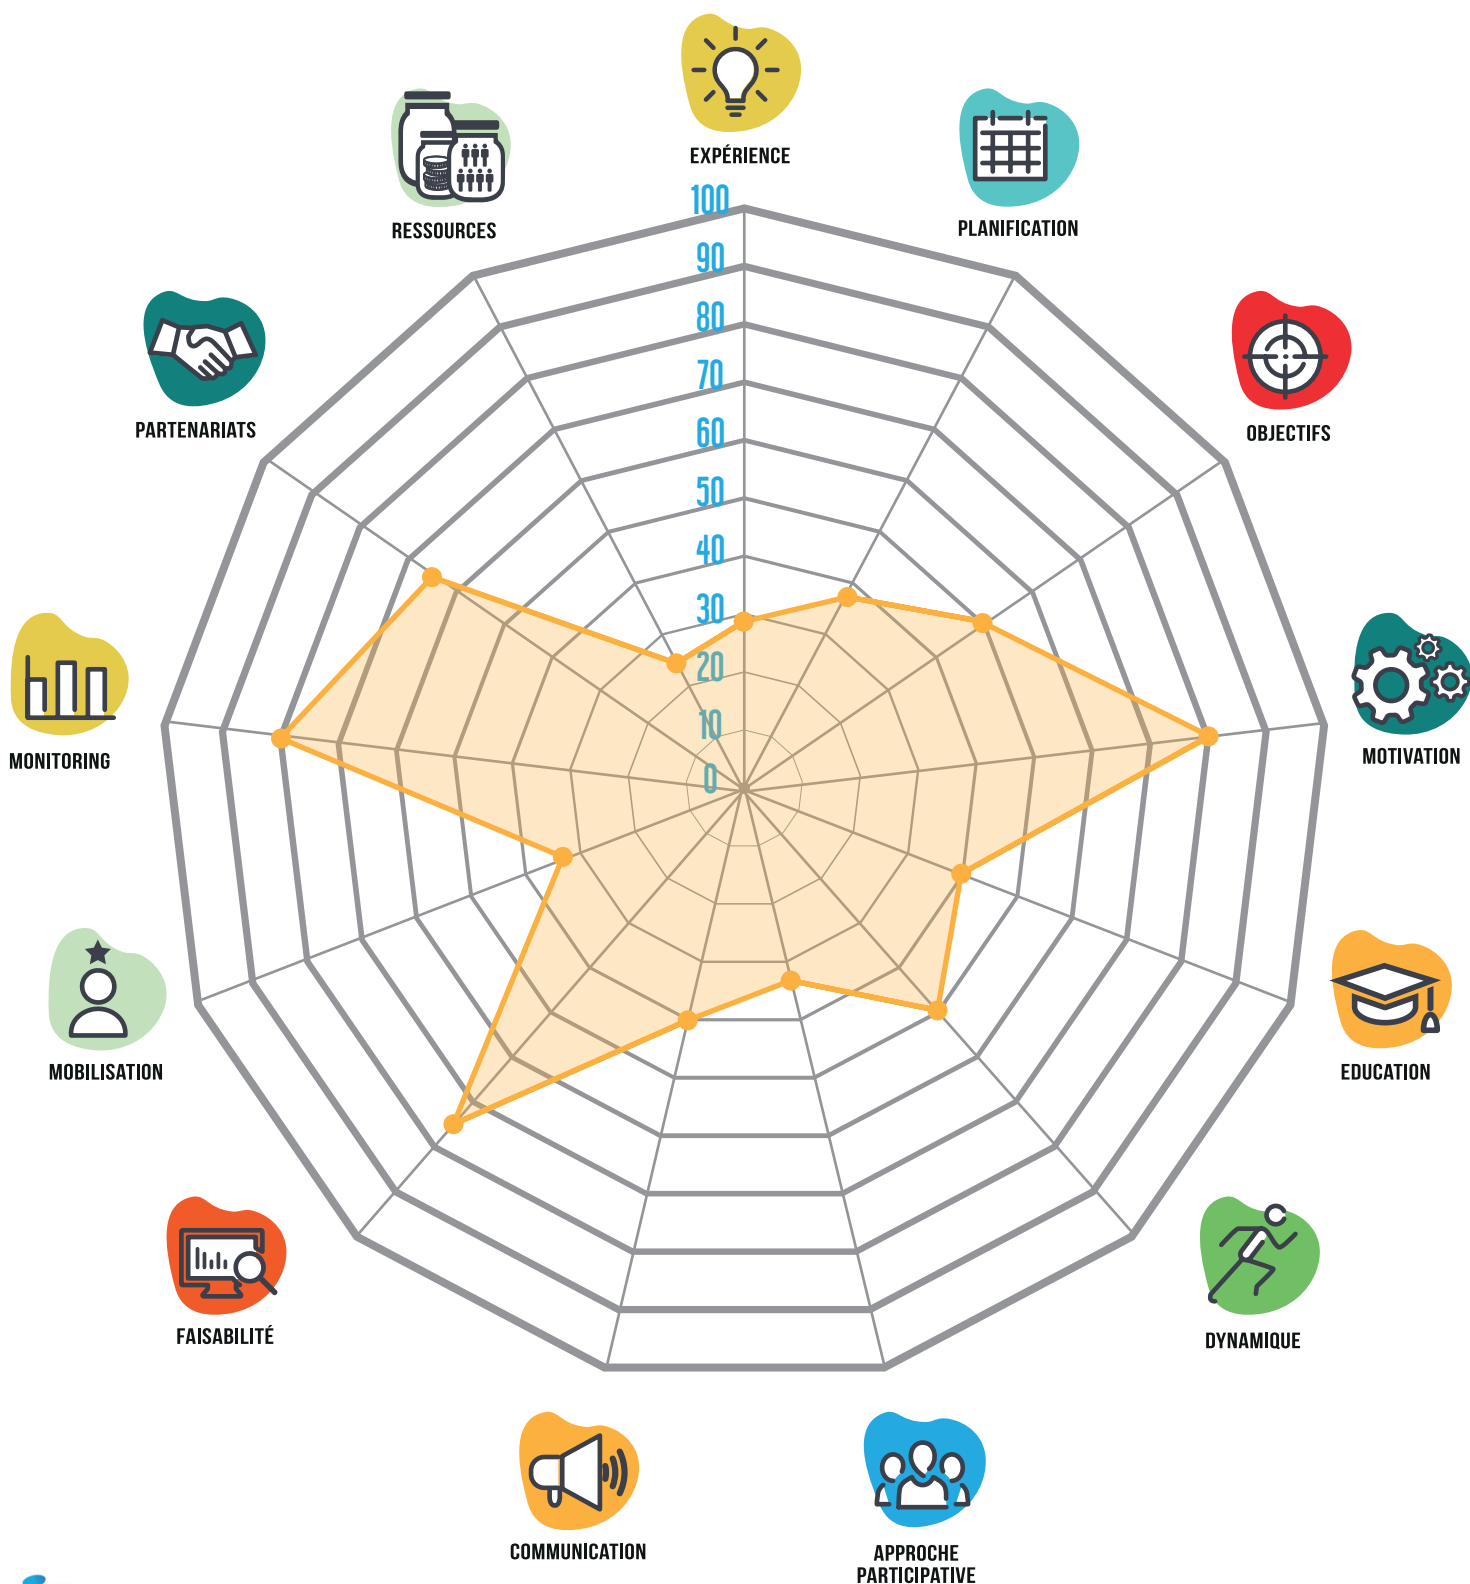 EXPÉRIENCE
PLANIFICATION
RESSOURCES
OBJECTIFS
PARTENARIATS
100
90
80
70
60
50
40
30
20
10
0
MOTIVATION
MONITORING
EDUCATION
MOBILISATION
DYNAMIQUE
FAISABILITÉ
COMMUNICATION
APPROCHE
PARTICIPATIVE